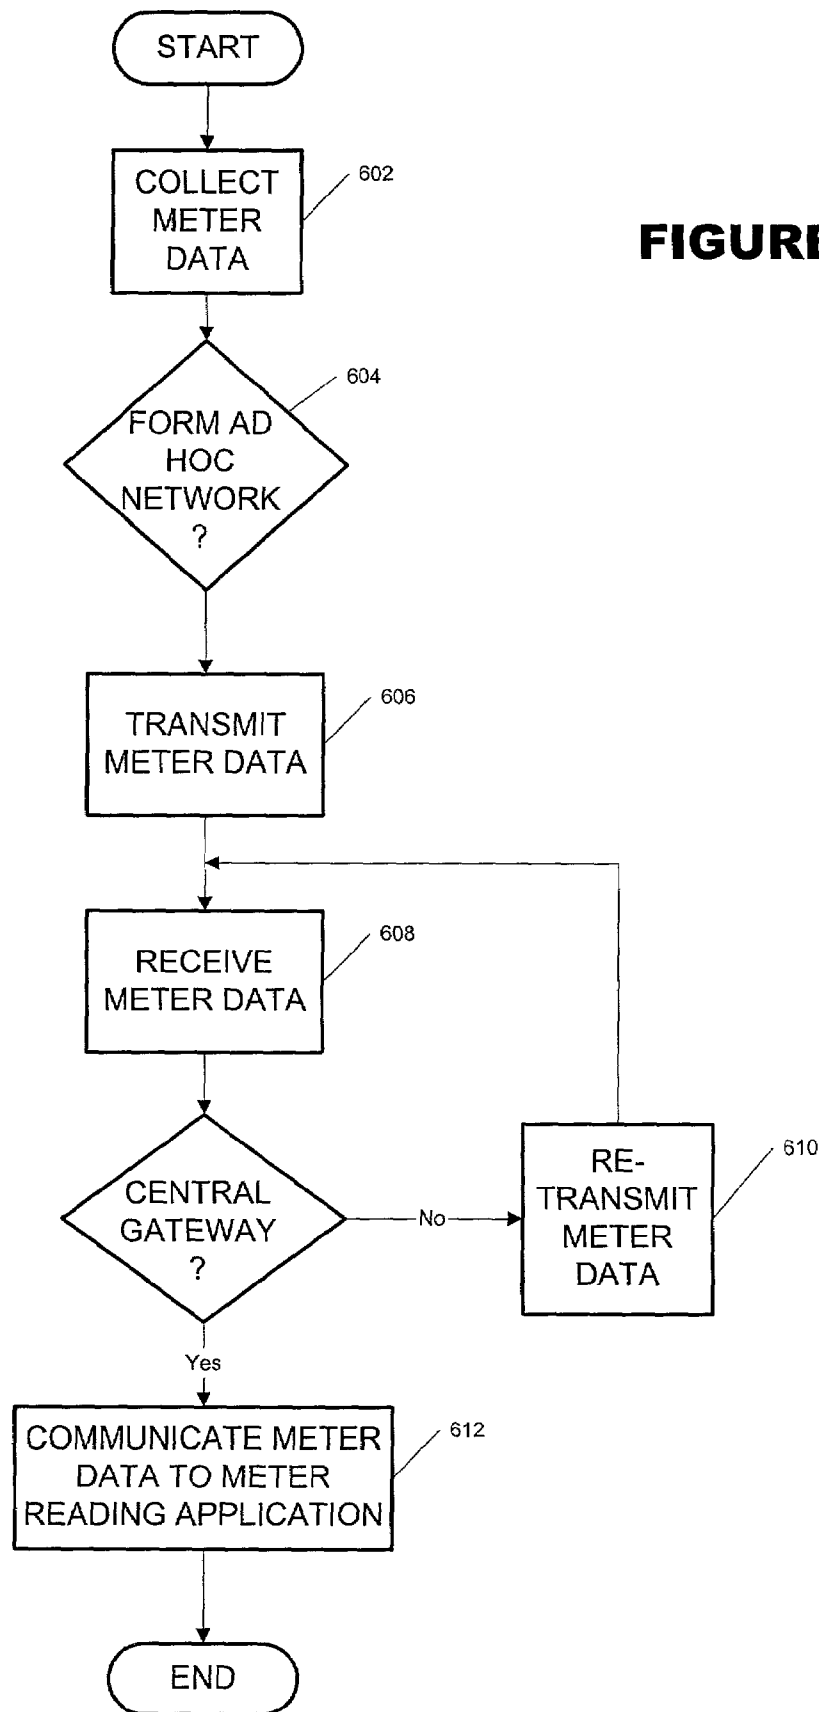 START
602
COLLECT
METER
DATA
FIGURE
604
FORM AD
HOC
NETWORK
?
606
TRANSMIT
METER DATA
608
RECEIVE
METER DATA
610
CENTRAL
GATEWAY
?
No
RE-
TRANSMIT
METER
DATA
Yes
612
COMMUNICATE METER
DATA TO METER
READING APPLICATION
END